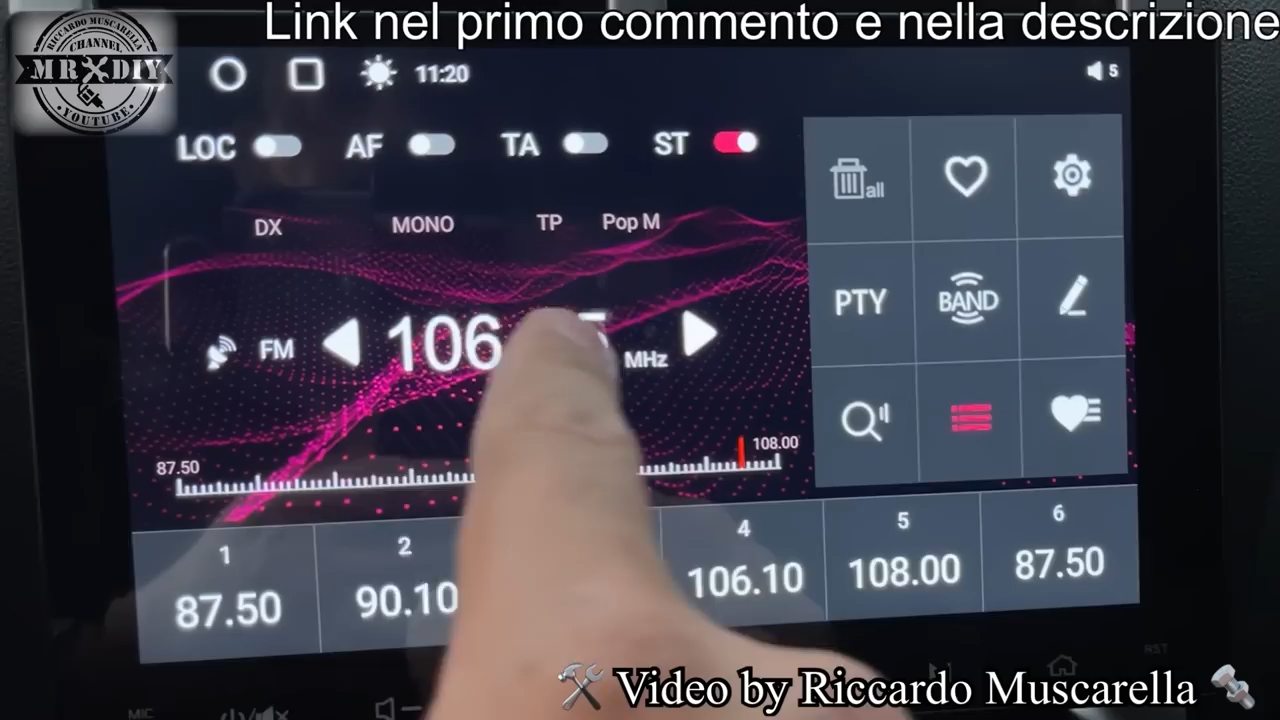 Link nel primo commento e nella descrizione
RICCARDO MUSCARELLA
CHANNEL
MR DIY
YOUTUBE
11:20
5
LOC AF TA ST
all
DX MONO TP Pop M
PTY BAND
FM 106 MHz
87.50 108.00
1 2 4 5 6
87.50 90.10 106.10 108.00 87.50
Video by Riccardo Muscarella
MIC
RST